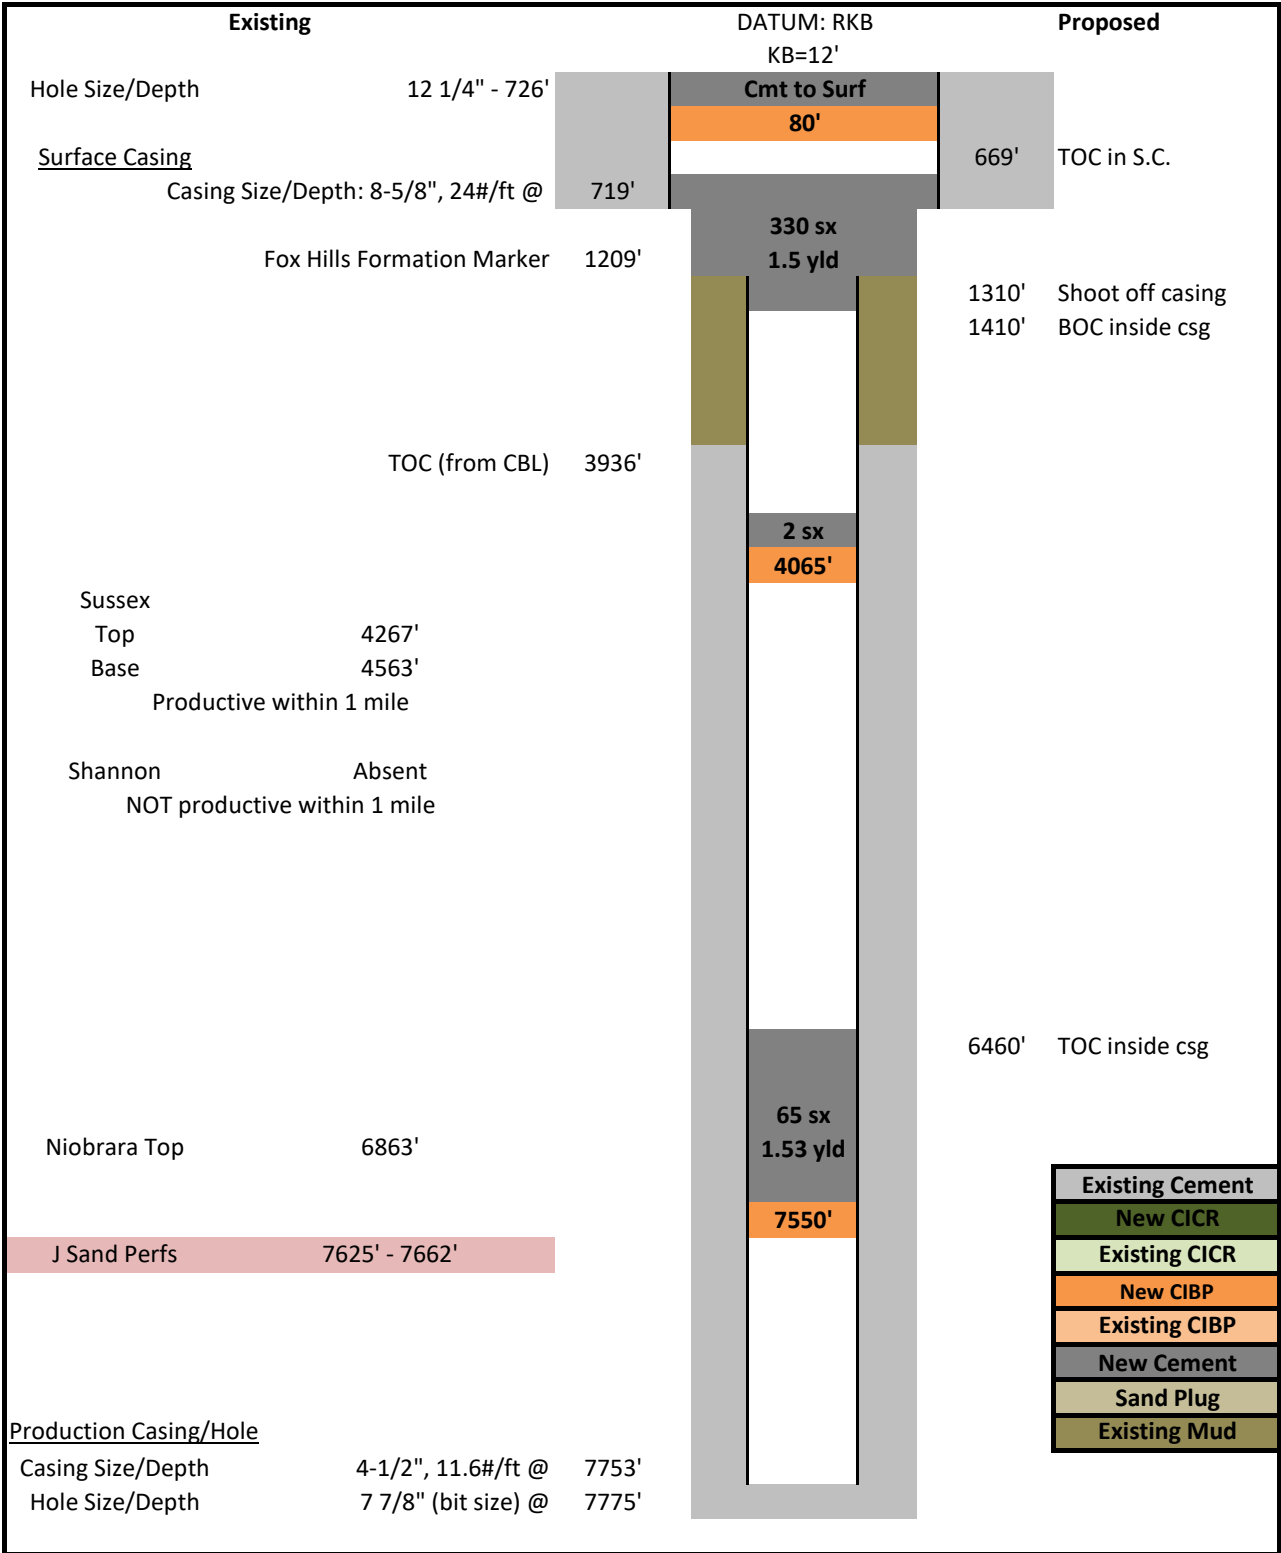 Existing DATUM: RKB Proposed
KB=12'
Hole Size/Depth 12 1/4" - 726' Cmt to Surf
80'
Surface Casing 669' TOC in S.C.
Casing Size/Depth: 8-5/8", 24#/ft @ 719'
330 sx
Fox Hills Formation Marker 1209' 1.5 yld
1310' Shoot off casing
1410' BOC inside csg
TOC (from CBL) 3936'
2 sx
4065'
Sussex
Top 4267'
Base 4563'
Productive within 1 mile
Shannon Absent
NOT productive within 1 mile
6460' TOC inside csg
65 sx
Niobrara Top 6863' 1.53 yld
Existing Cement
7550' New CICR
J Sand Perfs 7625' - 7662' Existing CICR
New CIBP
Existing CIBP
New Cement
Sand Plug
Production Casing/Hole Existing Mud
Casing Size/Depth 4-1/2", 11.6#/ft @ 7753'
Hole Size/Depth 7 7/8" (bit size) @ 7775'